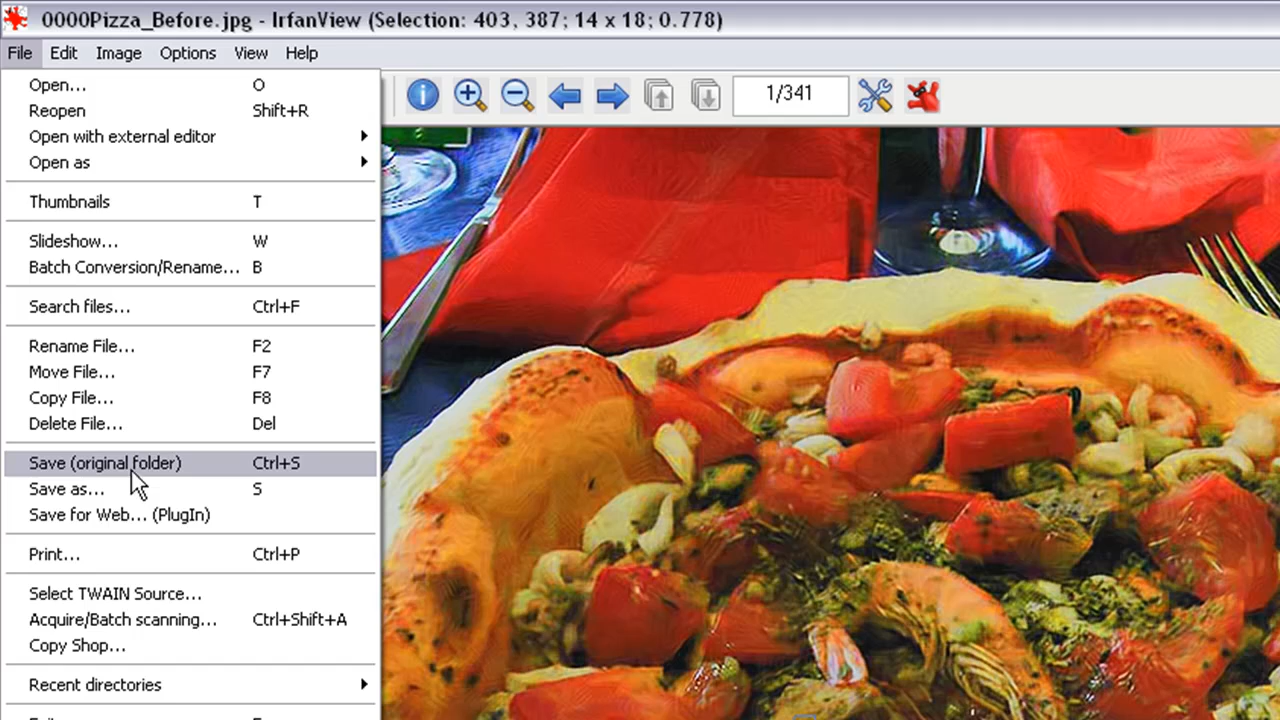 0000Pizza_Before.jpg - IrfanView (Selection: 403, 387; 14 x 18; 0.778)
File Edit Image Options View Help
1/341
Open... O
Reopen Shift+R
Open with external editor
Open as
Thumbnails T
Slideshow... W
Batch Conversion/Rename... B
Search files... Ctrl+F
Rename File... F2
Move File... F7
Copy File... F8
Delete File... Del
Save (original folder) Ctrl+S
Save as... S
Save for Web... (PlugIn)
Print... Ctrl+P
Select TWAIN Source...
Acquire/Batch scanning... Ctrl+Shift+A
Copy Shop...
Recent directories